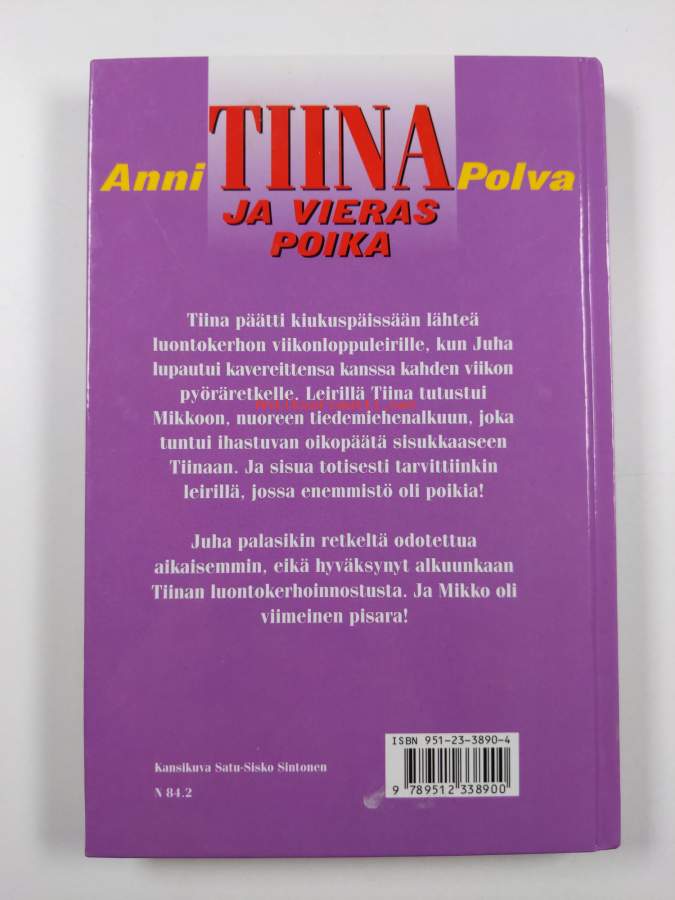 Anni TIINA Polva
JA VIERAS
POIKA
Tiina päätti kiukuspäissään lähteä
luontokerhon viikonloppuleirille, kun Juha
lupautui kavereittensa kanssa kahden viikon
pyöräretkelle. Leirillä Tiina tutustui
Mikkoon, nuoreen tiedemiehenalkuun, joka
tuntui ihastuvan oikopäätä sisukkaaseen
Tiinaan. Ja sisua totisesti tarvittiinkin
leirillä, jossa enemmistö oli poikia!
Juha palasikin retkeltä odotettua
aikaisemmin, eikä hyväksynyt alkuunkaan
Tiinan luontokerhoinnostusta. Ja Mikko oli
viimeinen pisara!
ISBN 951-23-3890-4
Kansikuva Satu-Sisko Sintonen
N 84.2
9 789512 338900